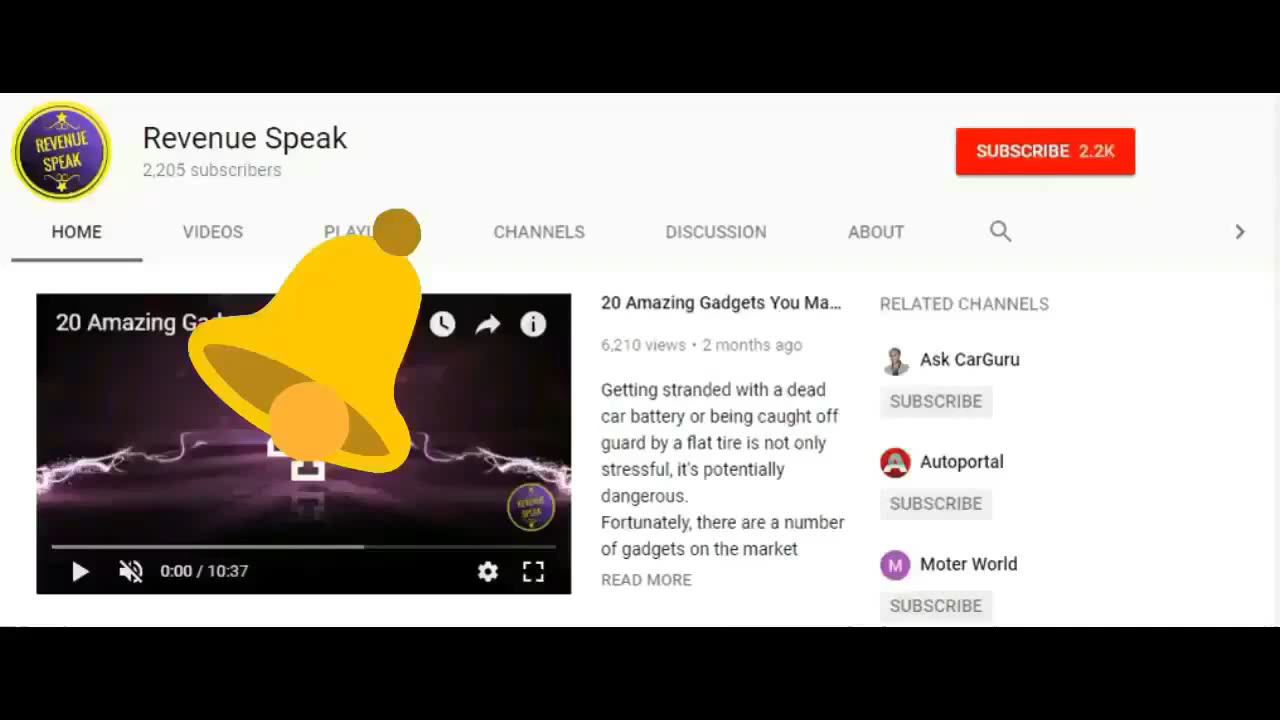 REVENUE
SPEAK
Revenue Speak
2,205 subscribers
SUBSCRIBE 2.2K
HOME VIDEOS CHANNELS DISCUSSION ABOUT
20 Amazing
0:00 / 10:37
REVENUE
SPEAK
20 Amazing Gadgets You Ma...
6,210 views • 2 months ago
Getting stranded with a dead
car battery or being caught off
guard by a flat tire is not only
stressful, it's potentially
dangerous.
Fortunately, there are a number
of gadgets on the market
READ MORE
RELATED CHANNELS
Ask CarGuru
SUBSCRIBE
A
Autoportal
SUBSCRIBE
M
Moter World
SUBSCRIBE